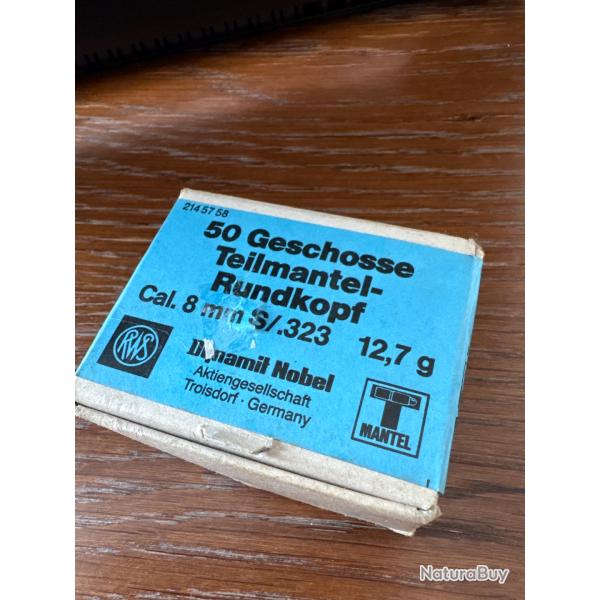 214 57 58
50 Geschosse
Teilmantel-
Rundkopf
Cal. 8 mm S/.323 12,7 g
RWS
Dynamit Nobel
Aktiengesellschaft
Troisdorf · Germany
T
MANTEL
NaturaBuy